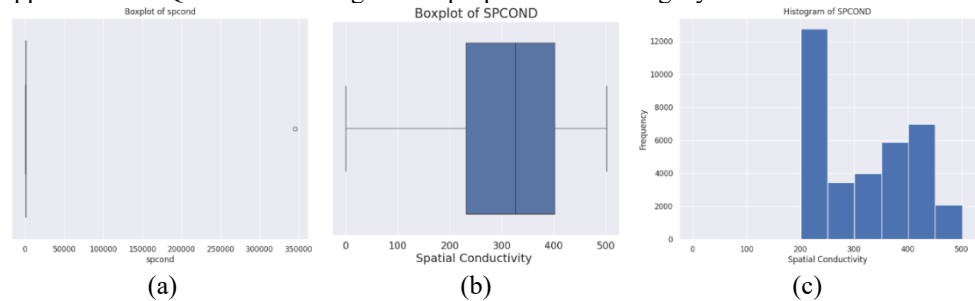 Boxplot of spcond
0 50000 100000 150000 200000 250000 300000 350000
spcond
(a)
Boxplot of SPCOND
0 100 200 300 400 500
Spatial Conductivity
(b)
Histogram of SPCOND
12000
10000
8000
6000
4000
2000
0
Frequency
0 100 200 300 400 500
Spatial Conductivity
(c)